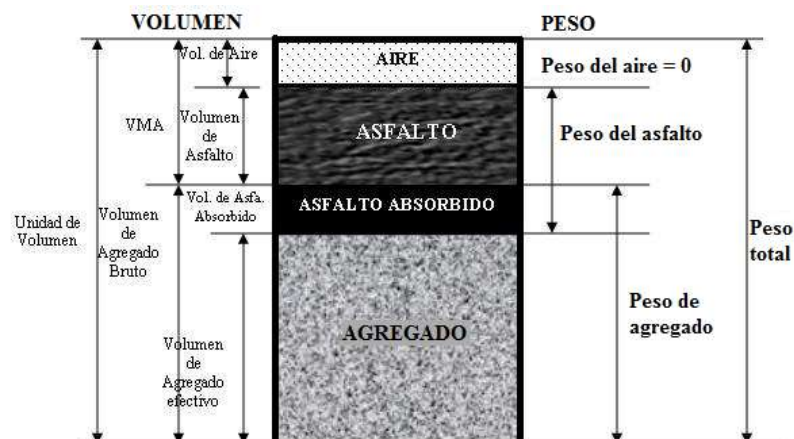 VOLUMEN
PESO
Vol. de Aire
AIRE
Peso del aire = 0
VMA
Volumen
de
Asfalto
ASFALTO
Peso del asfalto
Vol. de Asfa.
Absorbido
ASFALTO ABSORBIDO
Unidad de
Volumen
Volumen
de
Agregado
Bruto
Peso
total
Peso de
agregado
AGREGADO
Volumen
de
Agregado
efectivo